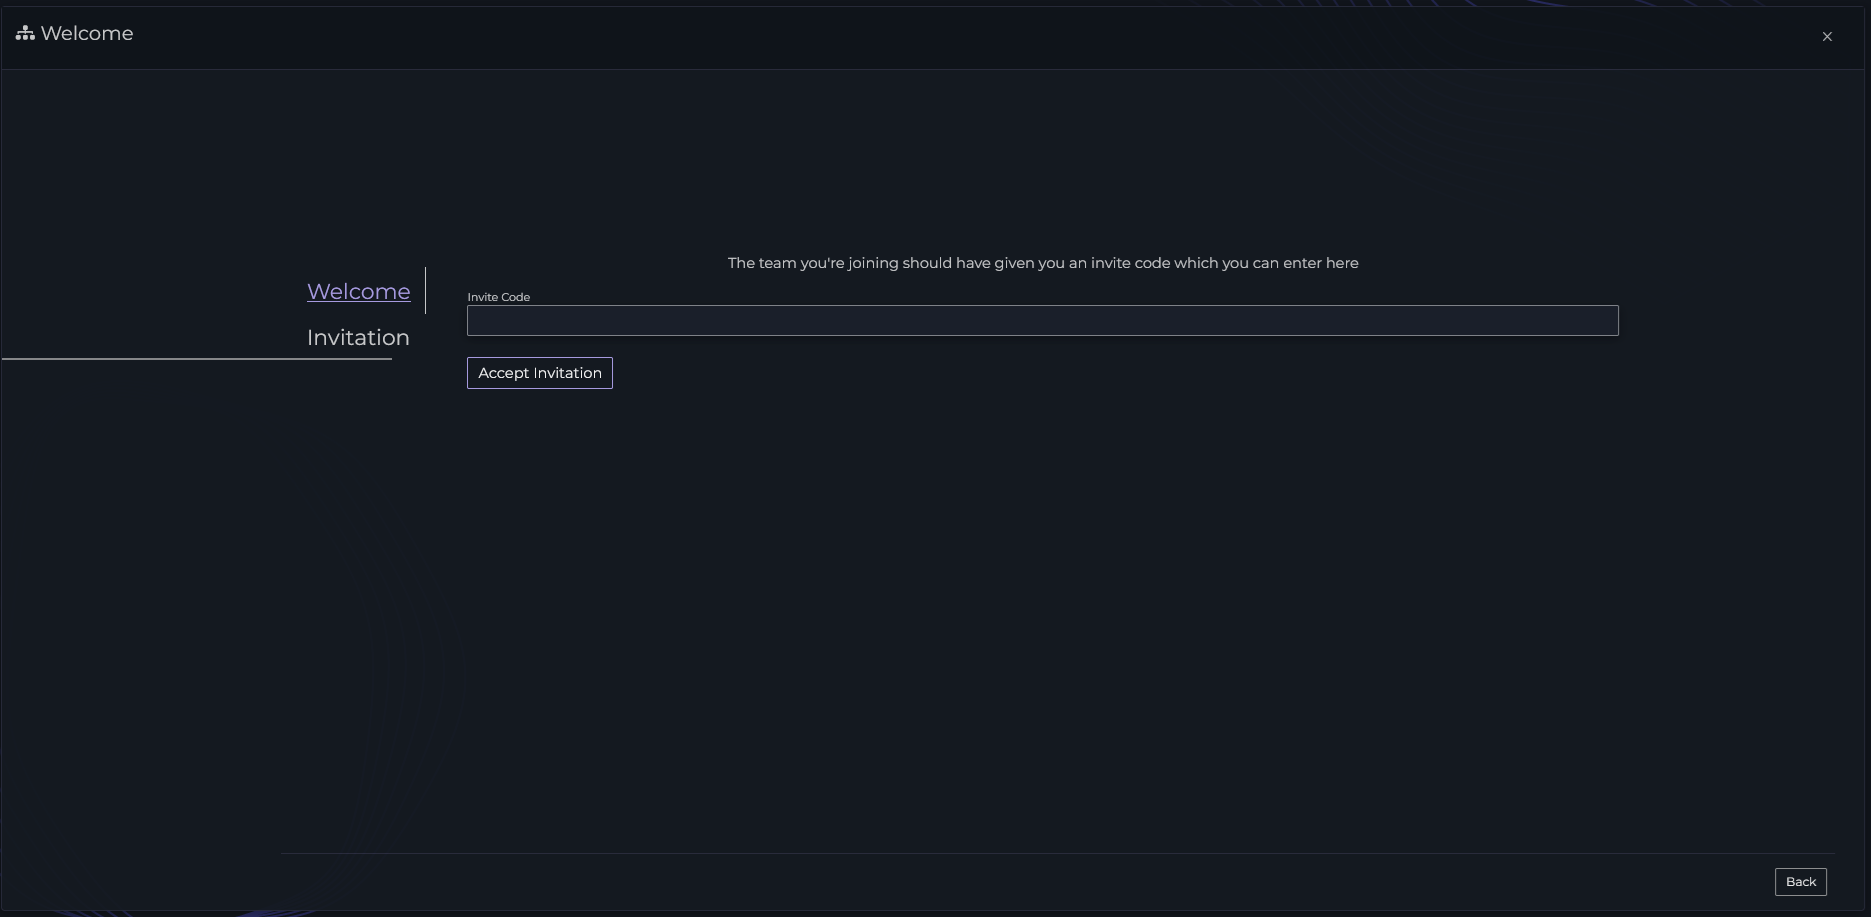 Welcome
Welcome
Invitation
The team you're joining should have given you an invite code which you can enter here
Invite Code
Accept Invitation
Back